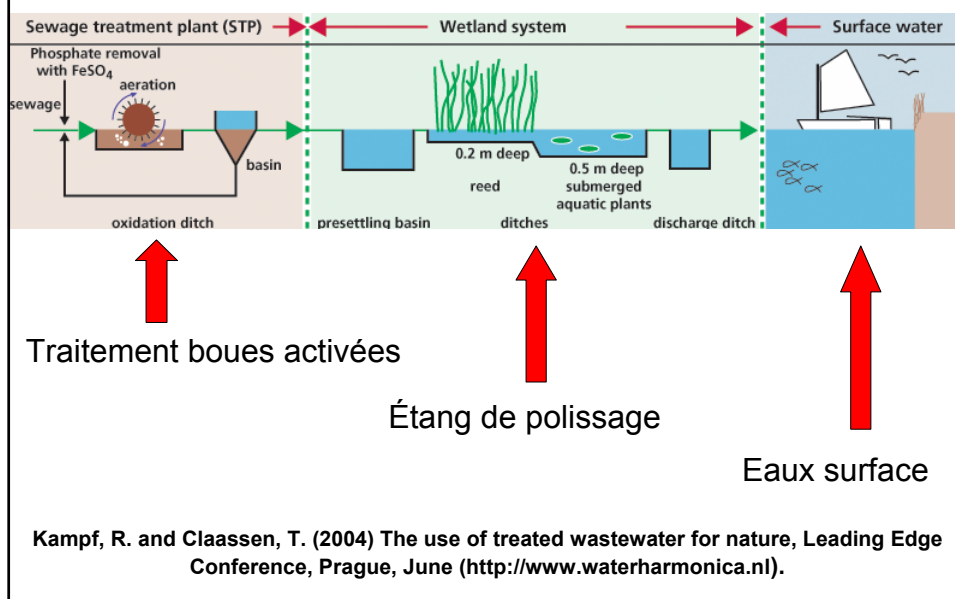 Sewage treatment plant (STP)
Wetland system
Surface water
Phosphate removal
with FeSO4
aeration
sewage
basin
oxidation ditch
0.2 m deep
reed
0.5 m deep
submerged
aquatic plants
presettling basin
ditches
discharge ditch
Traitement boues activées
Étang de polissage
Eaux surface
Kampf, R. and Claassen, T. (2004) The use of treated wastewater for nature, Leading Edge
Conference, Prague, June (http://www.waterharmonica.nl).